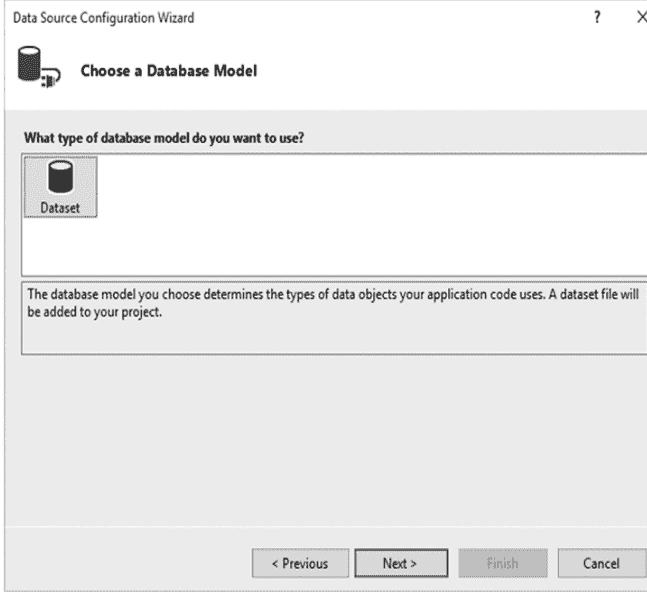 Data Source Configuration Wizard ? X
Choose a Database Model
What type of database model do you want to use?
Dataset
The database model you choose determines the types of data objects your application code uses. A dataset file will
be added to your project.
< Previous Next > Finish Cancel